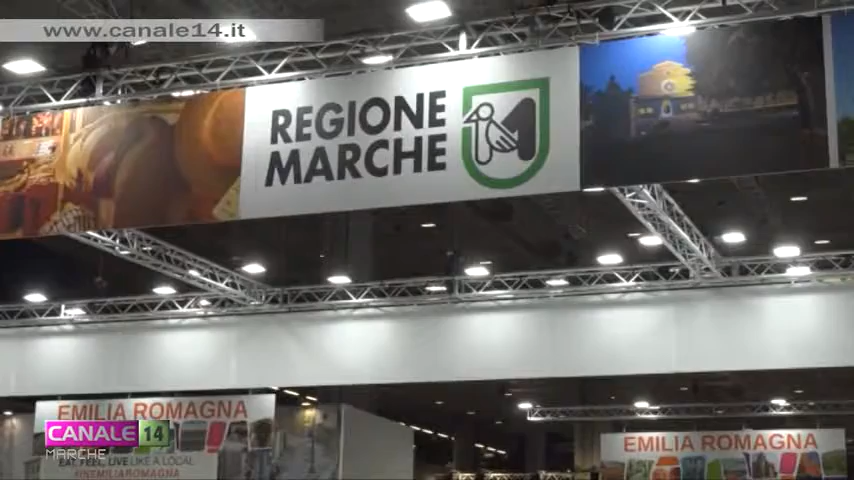 www.canale14.it
REGIONE
MARCHE
EMILIA ROMAGNA
CANALE 14
MARCHE
EAT, FEEL, LIVE LIKE A LOCAL
#INEMILIAROMAGNA
EMILIA ROMAGNA